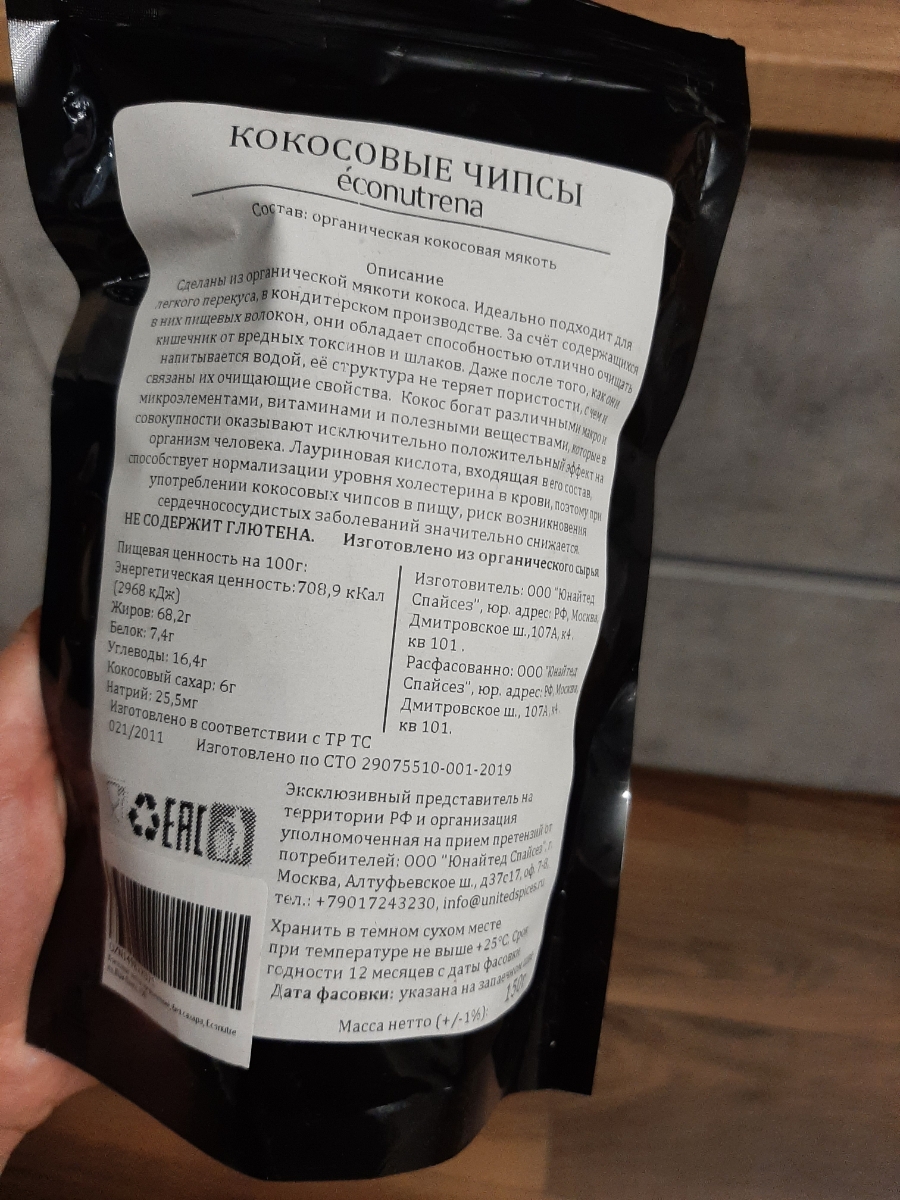 КОКОСОВЫЕ ЧИПСЫ
éconutrena
Состав: органическая кокосовая мякоть
Описание
Сделаны из органической мякоти кокоса. Идеально подходит для
легкого перекуса, в кондитерском производстве. За счёт содержащихся
в них пищевых волокон, они обладает способностью отлично очищать
кишечник от вредных токсинов и шлаков. Даже после того, как они
напитывается водой, её структура не теряет пористости, с чем и
связаны их очищающие свойства. Кокос богат различными макро и
микроэлементами, витаминами и полезными веществами, которые в
совокупности оказывают исключительно положительный эффект на
организм человека. Лауриновая кислота, входящая в его состав,
способствует нормализации уровня холестерина в крови, поэтому при
употреблении кокосовых чипсов в пищу, риск возникновения
сердечнососудистых заболеваний значительно снижается.
НЕ СОДЕРЖИТ ГЛЮТЕНА. Изготовлено из органического сырья
Пищевая ценность на 100г:
Энергетическая ценность:708,9 кКал
(2968 кДж)
Жиров: 68,2г
Белок: 7,4г
Углеводы: 16,4г
Кокосовый сахар: 6г
Натрий: 25,5мг
Изготовлено в соответствии с ТР ТС
021/2011
Изготовитель: ООО "Юнайтед
Спайсез", юр. адрес: РФ, Москва,
Дмитровское ш.,107А, к4.
кв 101 .
Расфасованно: ООО "Юнайтед
Спайсез", юр. адрес: РФ, Москва,
Дмитровское ш., 107А, к4.
кв 101.
Изготовлено по СТО 29075510-001-2019
Эксклюзивный представитель на
территории РФ и организация
уполномоченная на прием претензий от
потребителей: ООО "Юнайтед Спайсез", г.
Москва, Алтуфьевское ш., д37с17, оф. 7-8,
тел.: +79017243230, info@unitedspices.ru
EAC
Хранить в тёмном сухом месте
при температуре не выше +25°C. Срок
годности 12 месяцев с даты фасовки
Дата фасовки: указана на запаечном
Масса нетто (+/-1%): 150г